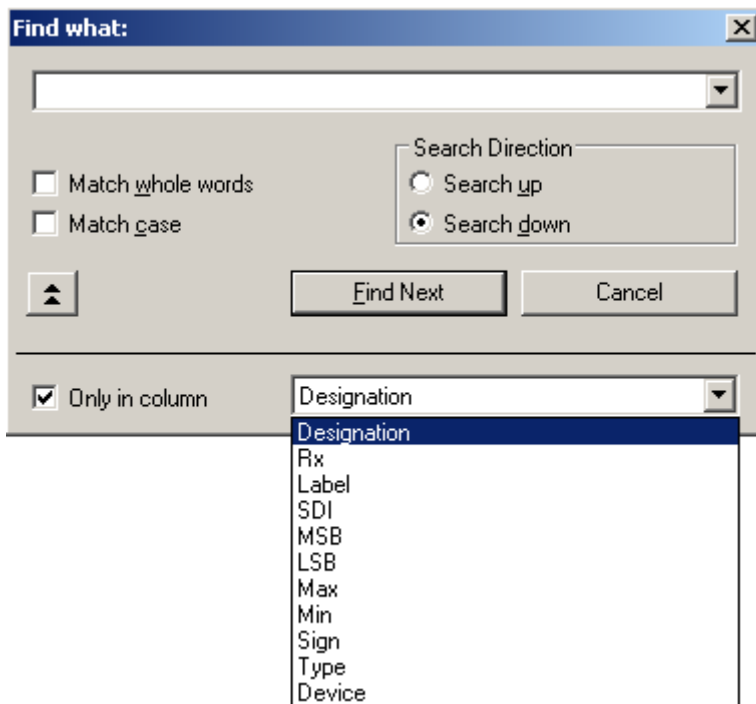 Find what:
Search Direction
Match whole words
Search up
Match case
Search down
Find Next
Cancel
Only in column
Designation
Designation
Rx
Label
SDI
MSB
LSB
Max
Min
Sign
Type
Device